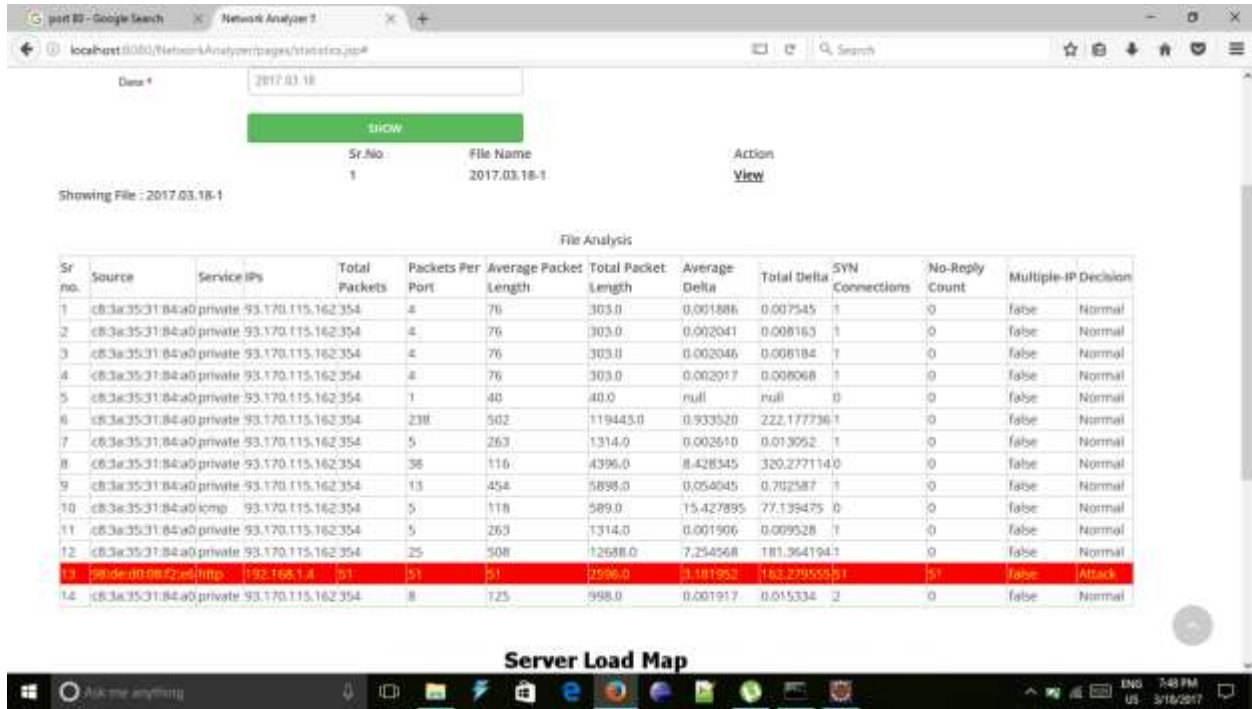 port 80 - Google Search
Network Analyzer !!
localhost:8080/NetworkAnalyzer/pages/statistics.jsp#
Search
Date *
2017.03.18
SHOW
Sr.No File Name Action
1 2017.03.18-1 View
Showing File : 2017.03.18-1
File Analysis
Sr no. Source Service IPs Total Packets Packets Per Port Average Packet Length Total Packet Length Average Delta Total Delta SYN Connections No-Reply Count Multiple-IP Decision
1 c8:3a:35:31:84:a0 private 93.170.115.162 354 4 76 303.0 0.001886 0.007545 1 0 false Normal
2 c8:3a:35:31:84:a0 private 93.170.115.162 354 4 76 303.0 0.002041 0.008163 1 0 false Normal
3 c8:3a:35:31:84:a0 private 93.170.115.162 354 4 76 303.0 0.002046 0.008184 1 0 false Normal
4 c8:3a:35:31:84:a0 private 93.170.115.162 354 4 76 303.0 0.002017 0.008068 1 0 false Normal
5 c8:3a:35:31:84:a0 private 93.170.115.162 354 1 40 40.0 null null 0 0 false Normal
6 c8:3a:35:31:84:a0 private 93.170.115.162 354 238 502 119443.0 0.933520 222.177736 1 0 false Normal
7 c8:3a:35:31:84:a0 private 93.170.115.162 354 5 263 1314.0 0.002610 0.013052 1 0 false Normal
8 c8:3a:35:31:84:a0 private 93.170.115.162 354 38 116 4396.0 8.428345 320.277114 0 0 false Normal
9 c8:3a:35:31:84:a0 private 93.170.115.162 354 13 454 5898.0 0.054045 0.702587 1 0 false Normal
10 c8:3a:35:31:84:a0 icmp 93.170.115.162 354 5 118 589.0 15.427895 77.139475 0 0 false Normal
11 c8:3a:35:31:84:a0 private 93.170.115.162 354 5 263 1314.0 0.001906 0.009528 1 0 false Normal
12 c8:3a:35:31:84:a0 private 93.170.115.162 354 25 508 12688.0 7.254568 181.364194 1 0 false Normal
13 98:de:d0:08:f2:e6 http 192.168.1.4 51 51 51 2596.0 3.181952 162.279555 51 51 false Attack
14 c8:3a:35:31:84:a0 private 93.170.115.162 354 8 125 998.0 0.001917 0.015334 2 0 false Normal
Server Load Map
Ask me anything
ENG
US
7:48 PM
3/18/2017